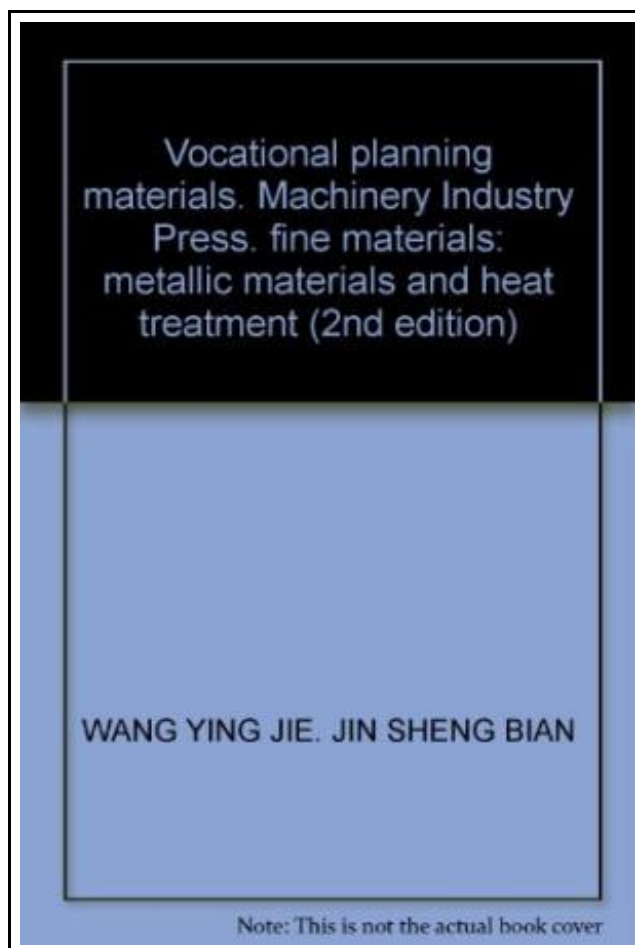 Vocational planning
materials. Machinery Industry
Press. fine materials:
metallic materials and heat
treatment (2nd edition)
WANG YING JIE. JIN SHENG BIAN
Note: This is not the actual book cover